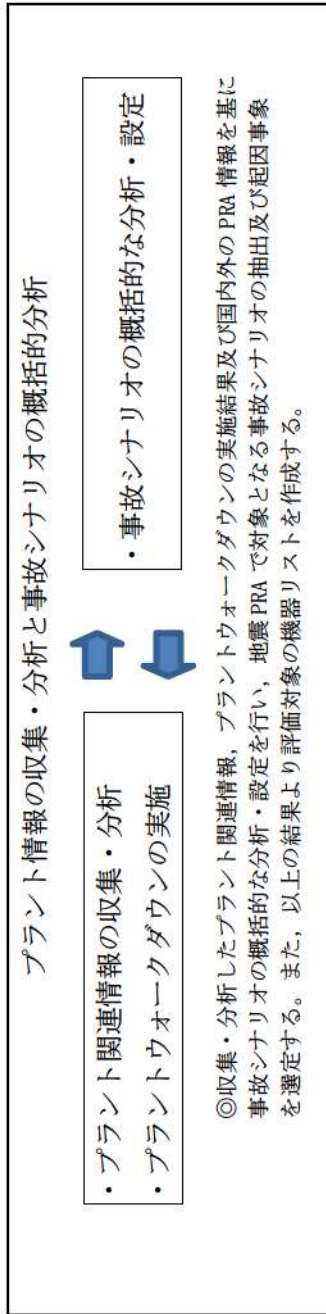 プラント情報の収集・分析と事故シナリオの概括的分析
・プラント関連情報の収集・分析
・プラントウォークダウンの実施
・事故シナリオの概括的な分析・設定
◎収集・分析したプラント関連情報，プラントウォークダウンの実施結果及び国内外の PRA 情報を基に
事故シナリオの概括的な分析・設定を行い，地震 PRA で対象となる事故シナリオの抽出及び起因事象
を選定する。また，以上の結果より評価対象の機器リストを作成する。